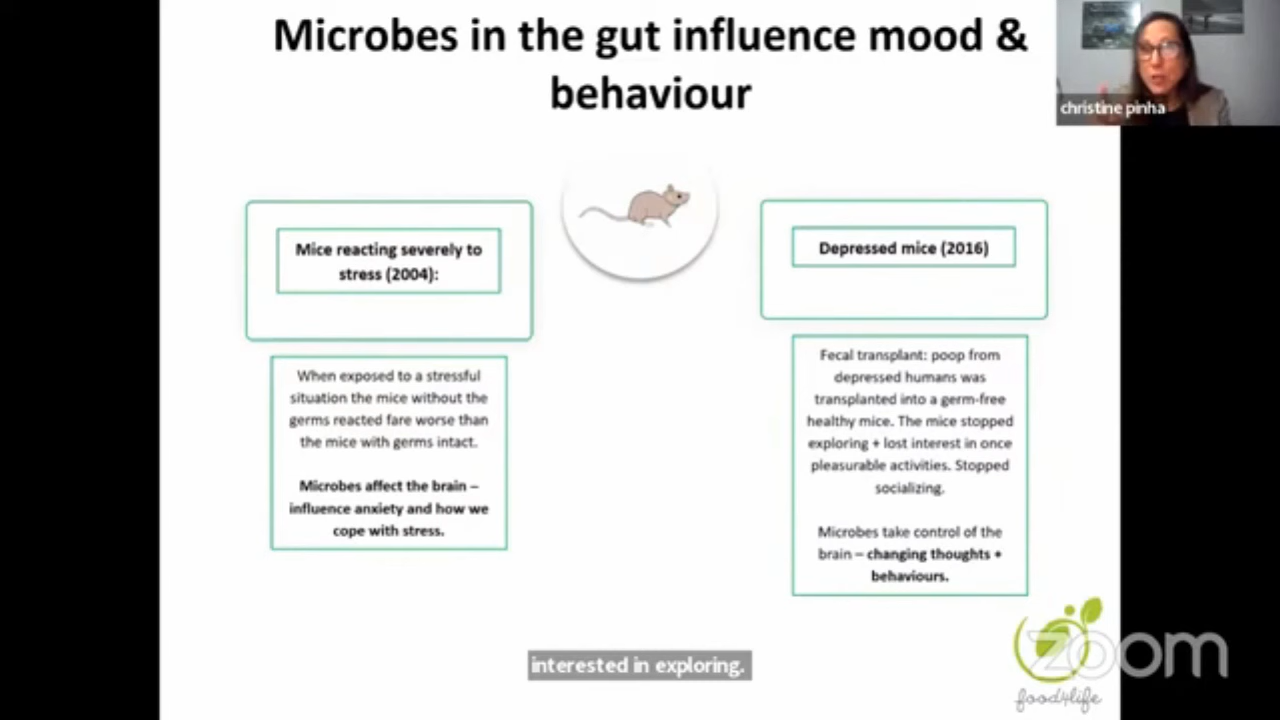 Microbes in the gut influence mood &
behaviour
christine pinha
Mice reacting severely to
stress (2004):
When exposed to a stressful
situation the mice without the
germs reacted fare worse than
the mice with germs intact.
Microbes affect the brain –
influence anxiety and how we
cope with stress.
Depressed mice (2016)
Fecal transplant: poop from
depressed humans was
transplanted into a germ-free
healthy mice. The mice stopped
exploring + lost interest in once
pleasurable activities. Stopped
socializing.
Microbes take control of the
brain – changing thoughts +
behaviours.
interested in exploring.
zoom
food4life